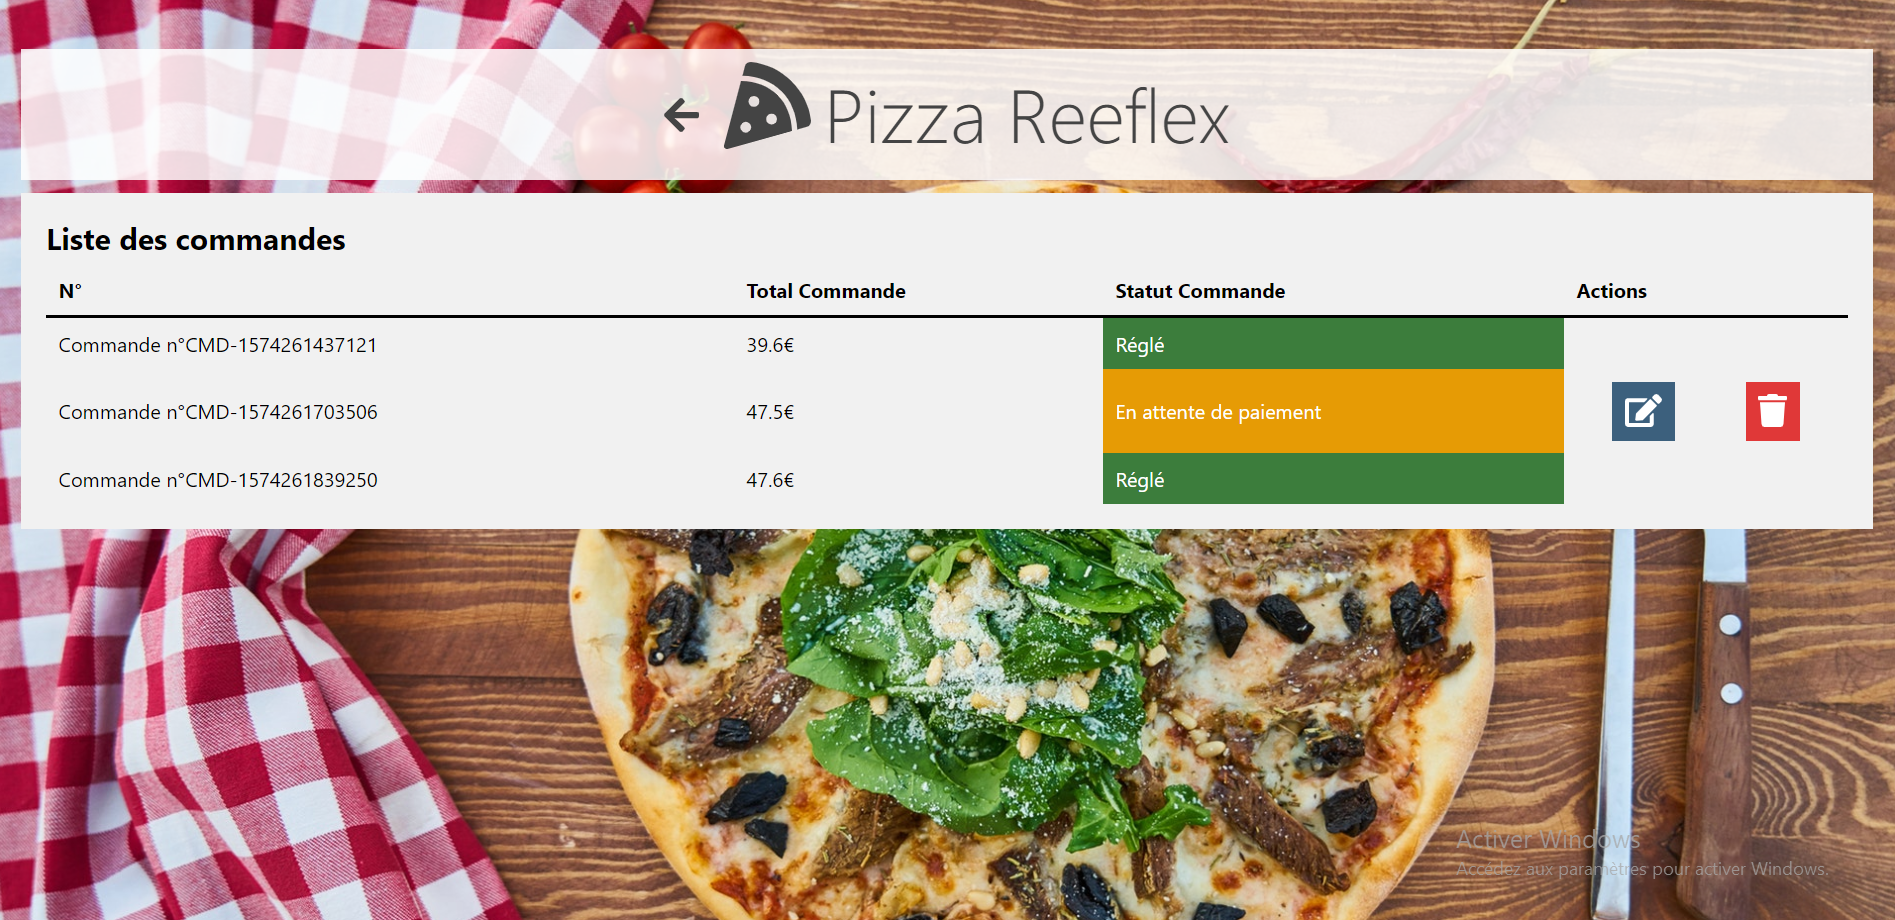 Pizza Reeflex
Liste des commandes
N° Total Commande Statut Commande Actions
Commande n°CMD-1574261437121 39.6€ Réglé
Commande n°CMD-1574261703506 47.5€ En attente de paiement
Commande n°CMD-1574261839250 47.6€ Réglé
Activer Windows
Accédez aux paramètres pour activer Windows.